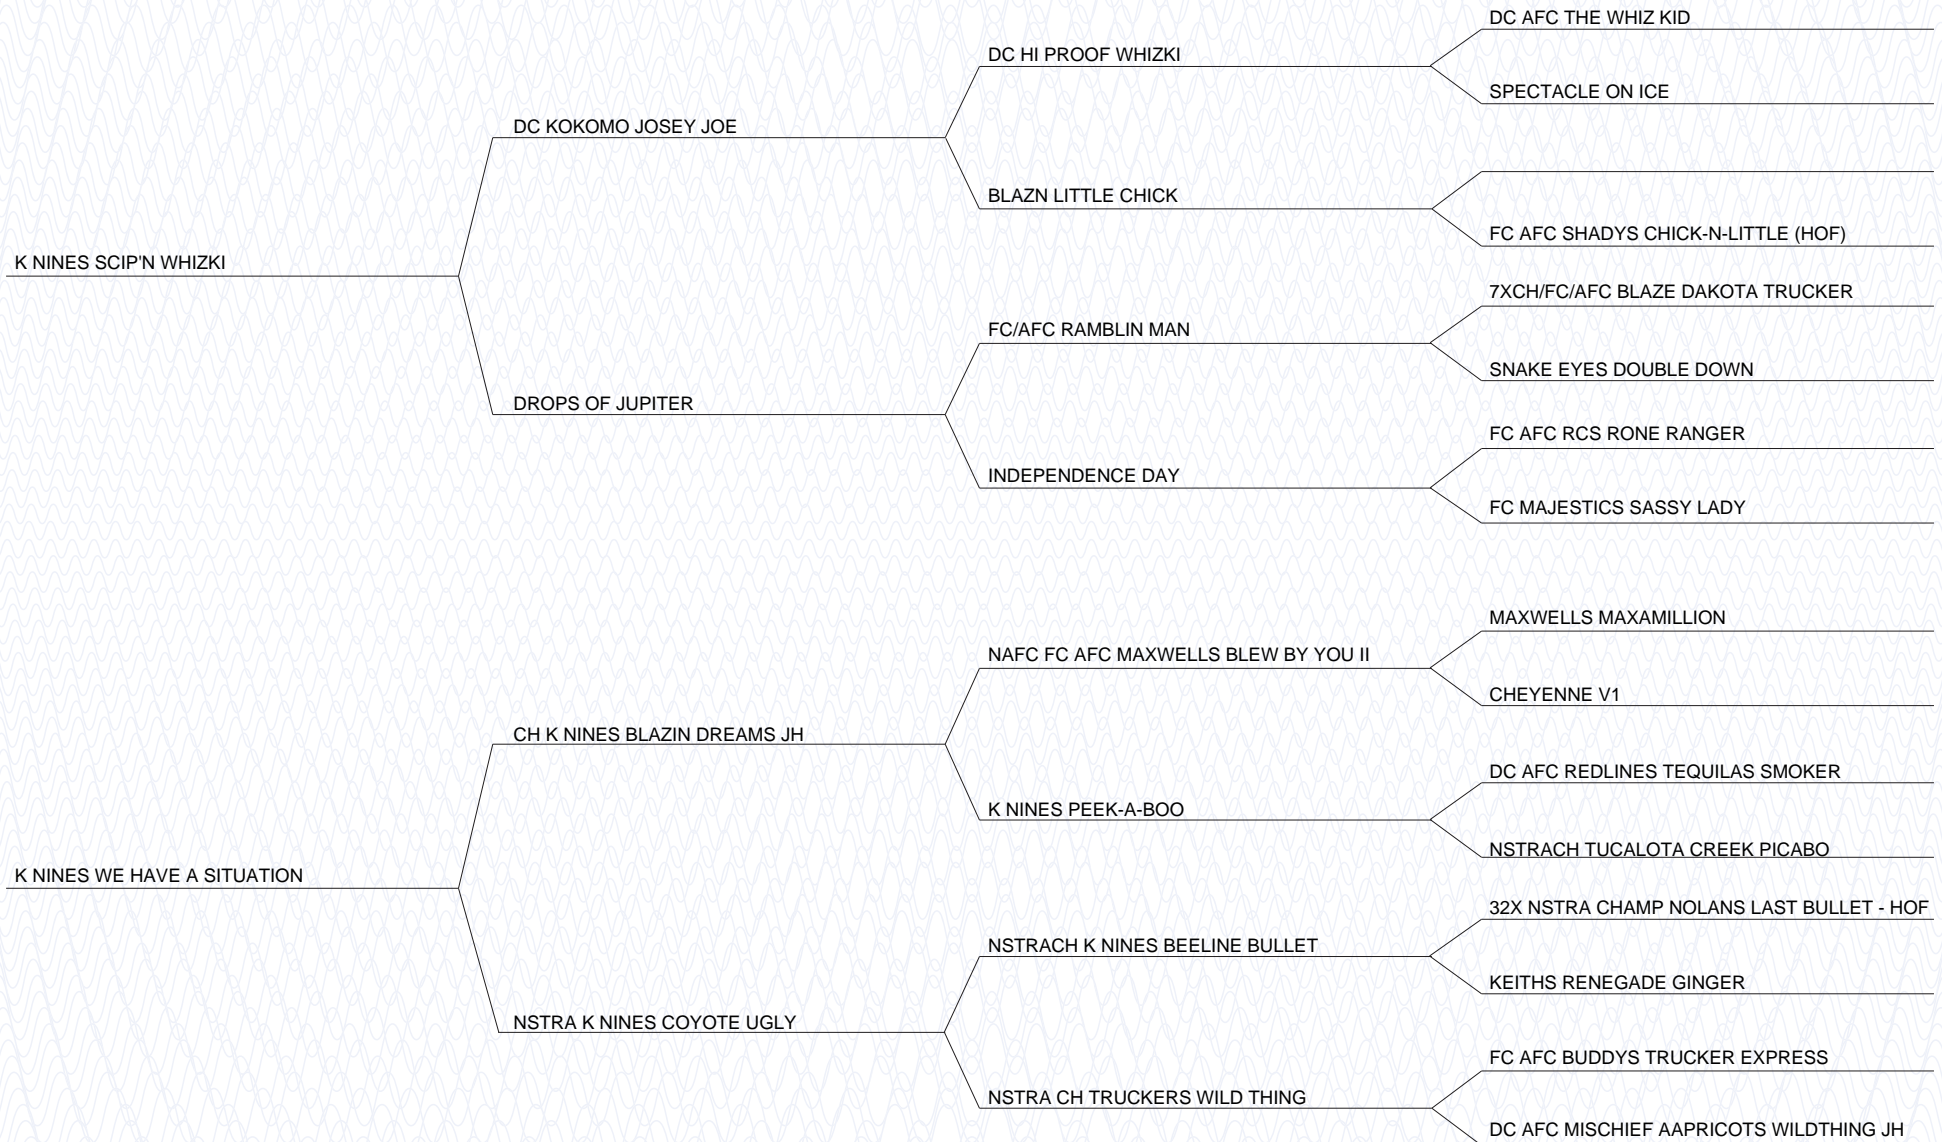 DC AFC THE WHIZ KID
DC HI PROOF WHIZKI
SPECTACLE ON ICE
DC KOKOMO JOSEY JOE
BLAZN LITTLE CHICK
FC AFC SHADYS CHICK-N-LITTLE (HOF)
K NINES SCIP'N WHIZKI
7XCH/FC/AFC BLAZE DAKOTA TRUCKER
FC/AFC RAMBLIN MAN
SNAKE EYES DOUBLE DOWN
DROPS OF JUPITER
FC AFC RCS RONE RANGER
INDEPENDENCE DAY
FC MAJESTICS SASSY LADY
MAXWELLS MAXAMILLION
NAFC FC AFC MAXWELLS BLEW BY YOU II
CHEYENNE V1
CH K NINES BLAZIN DREAMS JH
DC AFC REDLINES TEQUILAS SMOKER
K NINES PEEK-A-BOO
NSTRACH TUCALOTA CREEK PICABO
K NINES WE HAVE A SITUATION
32X NSTRA CHAMP NOLANS LAST BULLET - HOF
NSTRACH K NINES BEELINE BULLET
KEITHS RENEGADE GINGER
NSTRA K NINES COYOTE UGLY
FC AFC BUDDYS TRUCKER EXPRESS
NSTRA CH TRUCKERS WILD THING
DC AFC MISCHIEF AAPRICOTS WILDTHING JH